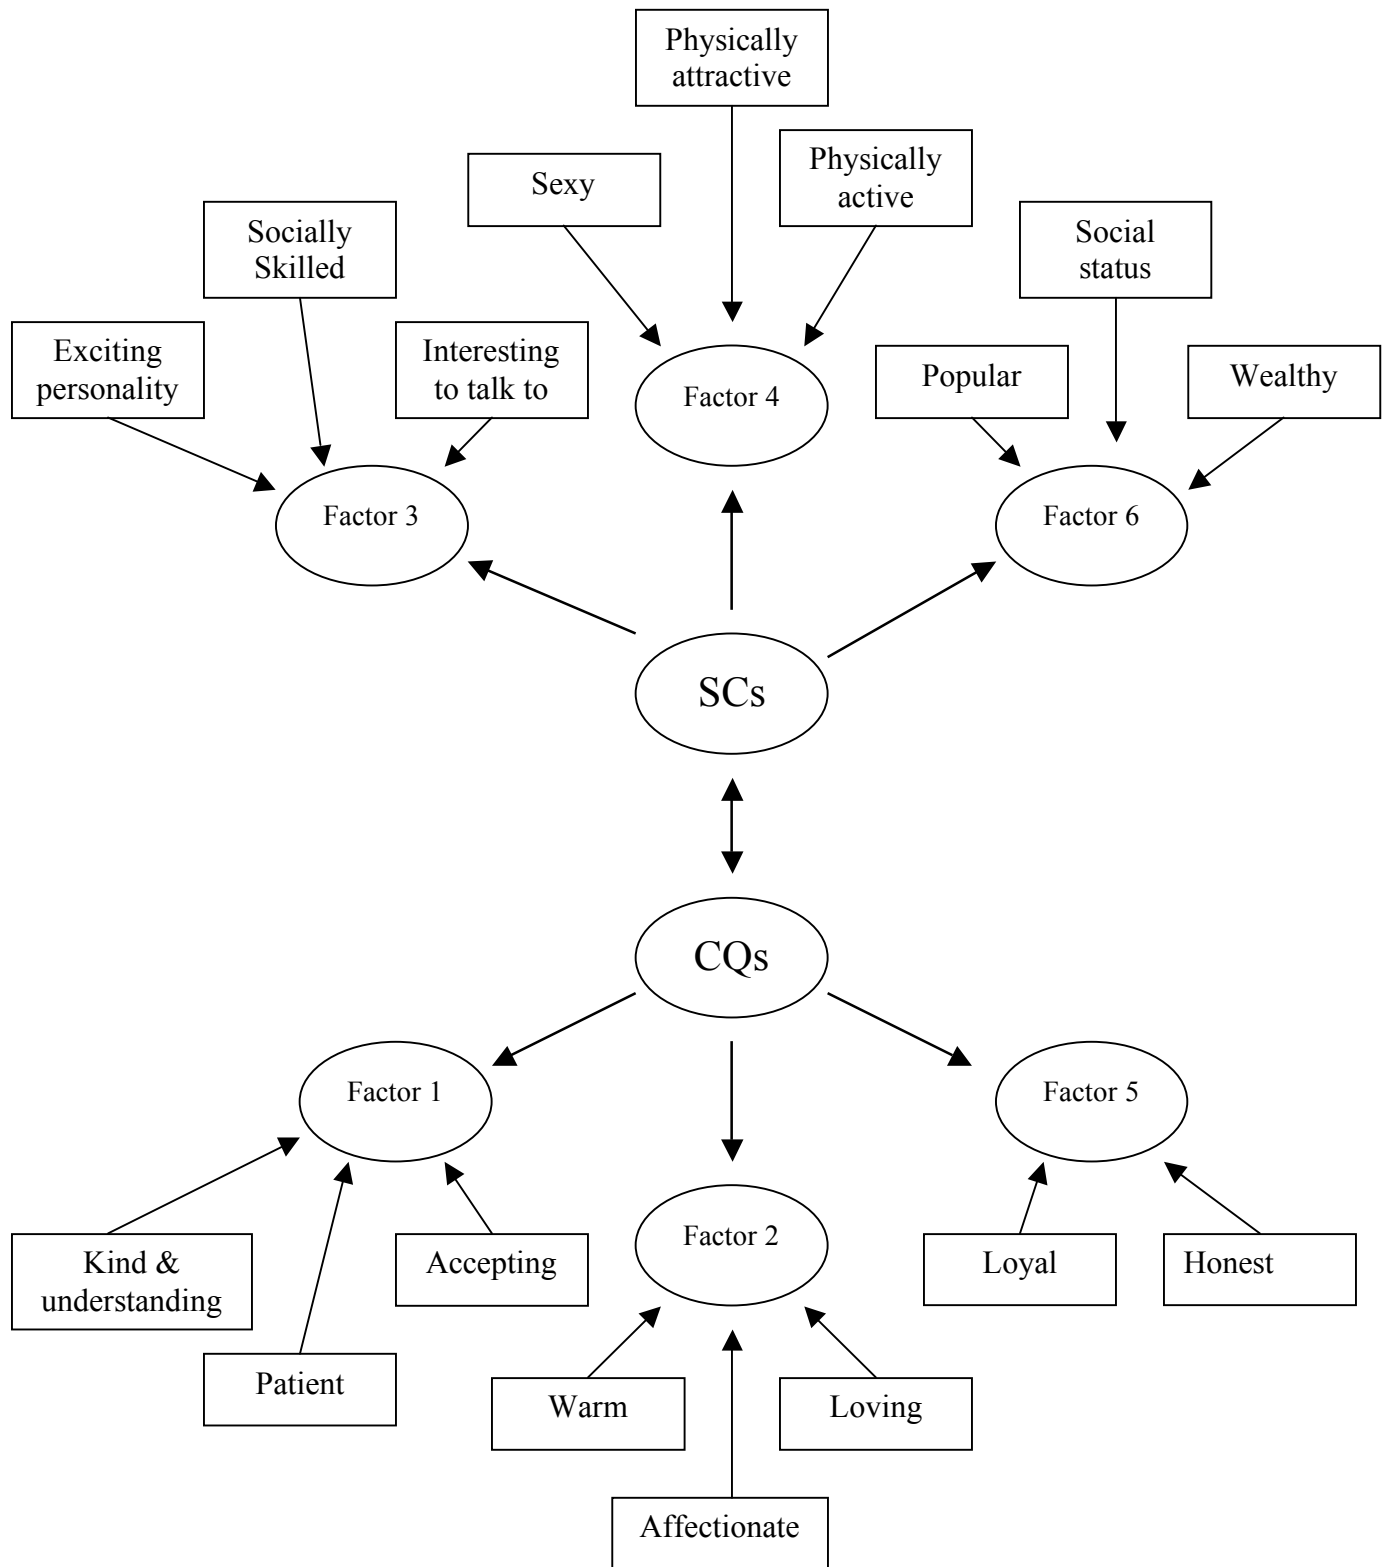 Physically
attractive
Sexy
Physically
active
Socially
Skilled
Social
status
Exciting
personality
Interesting
to talk to
Popular
Wealthy
Factor 4
Factor 3
Factor 6
SCs
CQs
Factor 1
Factor 5
Factor 2
Kind &
understanding
Accepting
Loyal
Honest
Patient
Warm
Loving
Affectionate